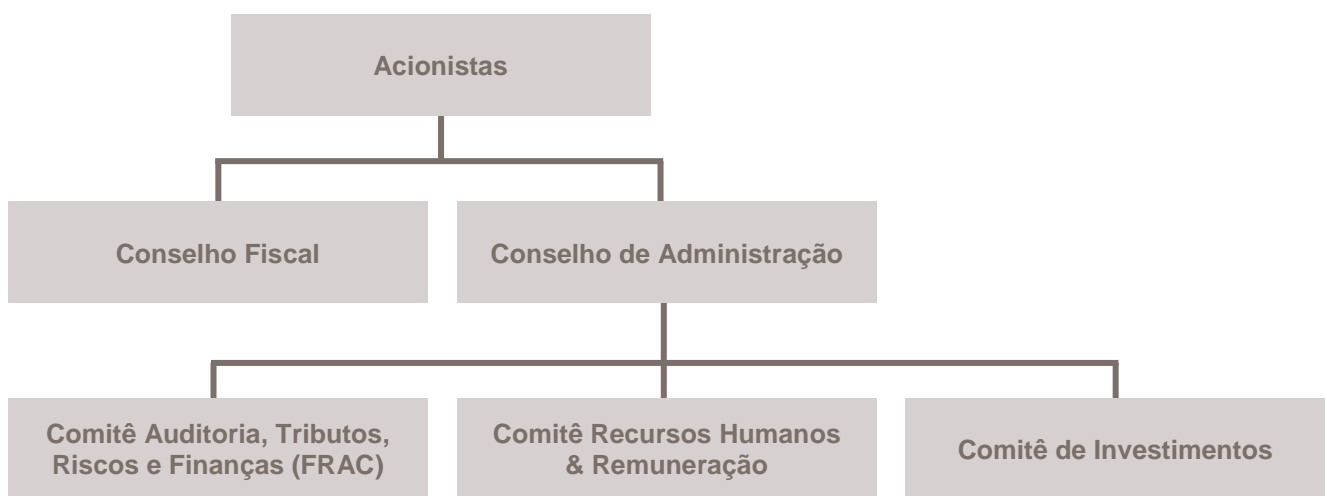 Acionistas
Conselho Fiscal
Conselho de Administração
Comitê Auditoria, Tributos,
Riscos e Finanças (FRAC)
Comitê Recursos Humanos
& Remuneração
Comitê de Investimentos